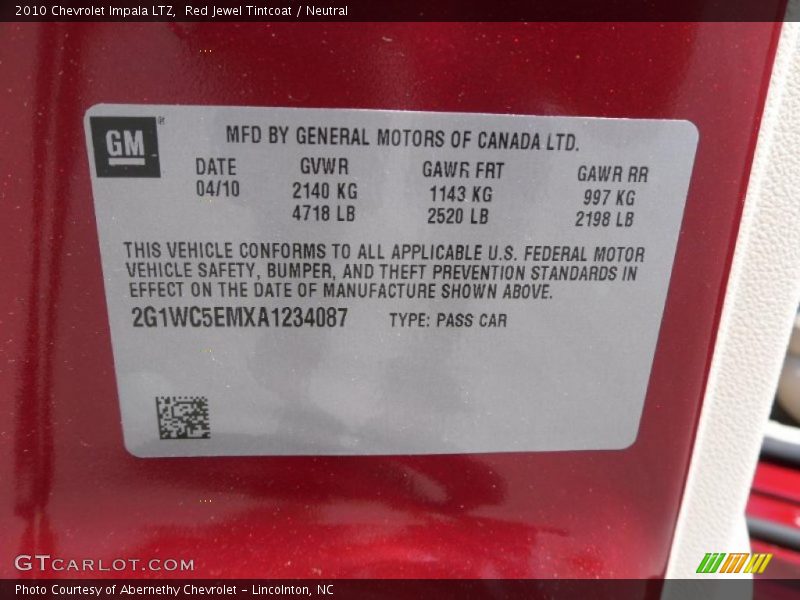 2010 Chevrolet Impala LTZ, Red Jewel Tintcoat / Neutral
GM®
MFD BY GENERAL MOTORS OF CANADA LTD.
DATE GVWR GAWR FRT GAWR RR
04/10 2140 KG 1143 KG 997 KG
4718 LB 2520 LB 2198 LB
THIS VEHICLE CONFORMS TO ALL APPLICABLE U.S. FEDERAL MOTOR
VEHICLE SAFETY, BUMPER, AND THEFT PREVENTION STANDARDS IN
EFFECT ON THE DATE OF MANUFACTURE SHOWN ABOVE.
2G1WC5EMXA1234087 TYPE: PASS CAR
GTCARLOT.COM
Photo Courtesy of Abernethy Chevrolet - Lincolnton, NC